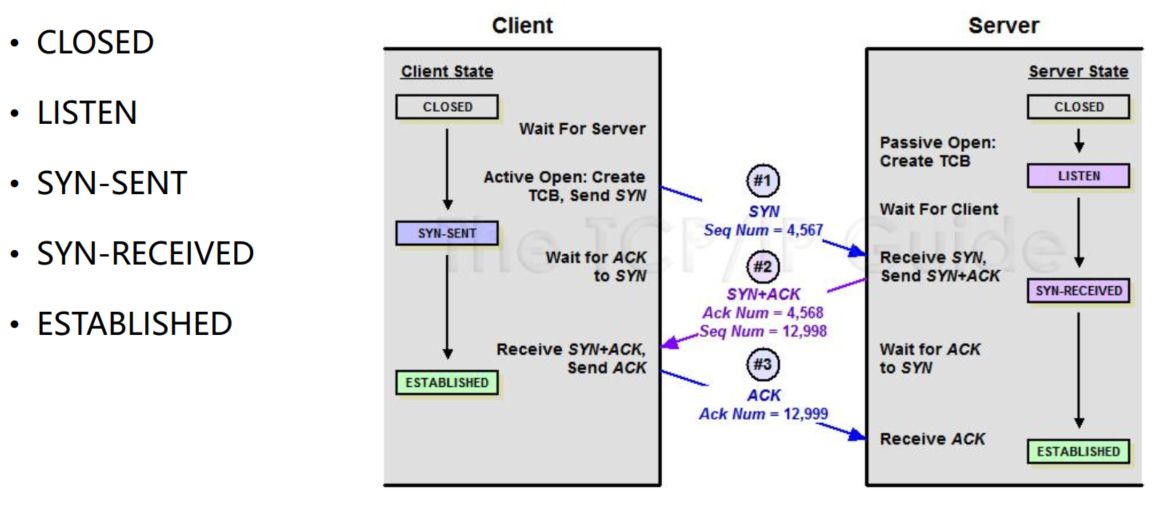 • CLOSED
• LISTEN
• SYN-SENT
• SYN-RECEIVED
• ESTABLISHED
Client
Client State
CLOSED
Wait For Server
Active Open: Create
TCB, Send SYN
SYN-SENT
Wait for ACK
to SYN
Receive SYN+ACK,
Send ACK
ESTABLISHED
#1
SYN
Seq Num = 4,567
#2
SYN+ACK
Ack Num = 4,568
Seq Num = 12,998
#3
ACK
Ack Num = 12,999
Server
Server State
CLOSED
Passive Open:
Create TCB
LISTEN
Wait For Client
Receive SYN,
Send SYN+ACK
SYN-RECEIVED
Wait for ACK
to SYN
Receive ACK
ESTABLISHED
The TCP/IP Guide